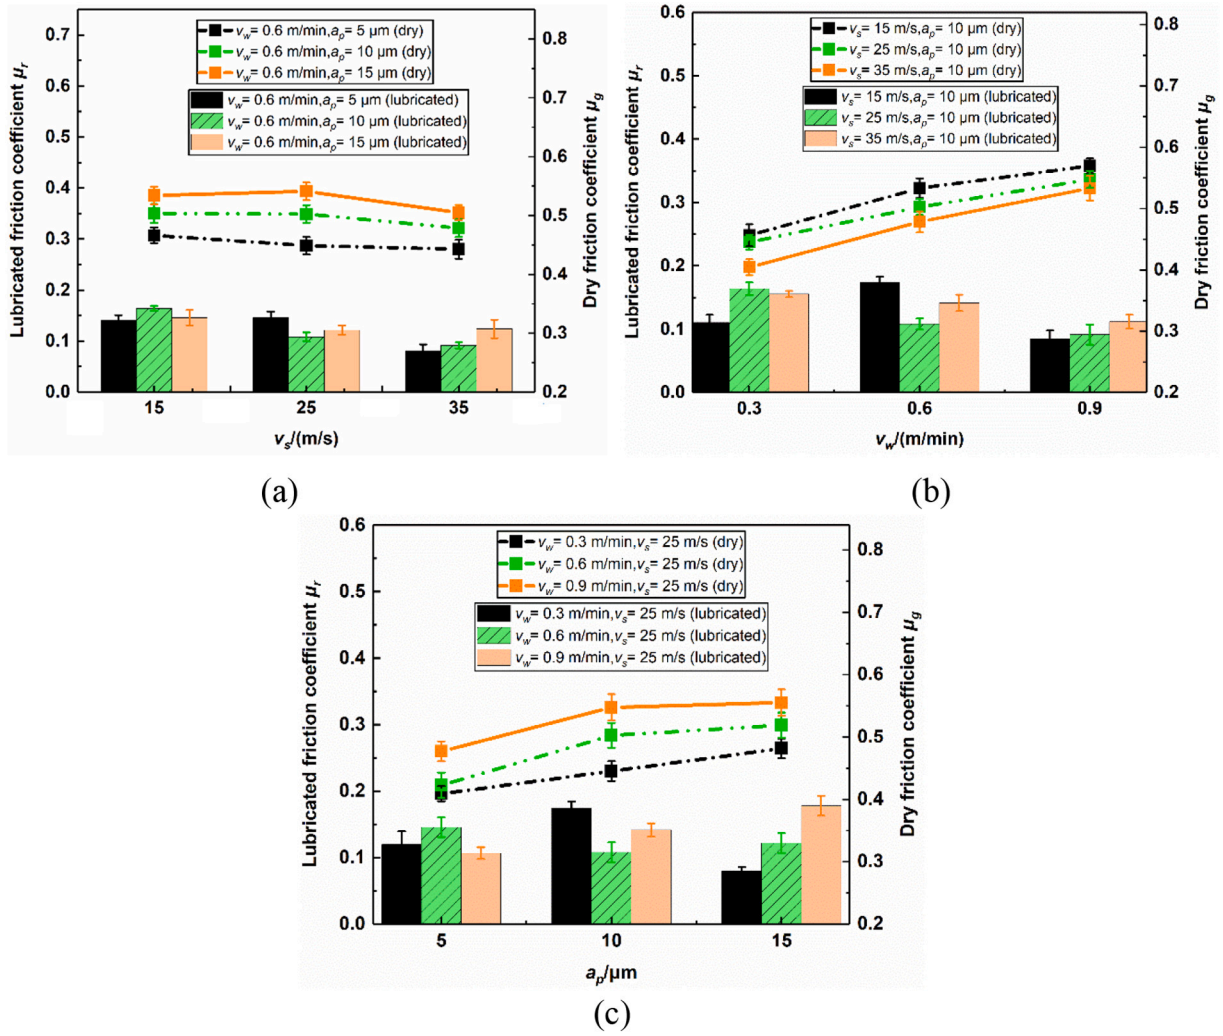 Lubricated friction coefficient μr
0.7
0.6
0.5
0.4
0.3
0.2
0.1
0.0
vw= 0.6 m/min,ap= 5 μm (dry)
vw= 0.6 m/min,ap= 10 μm (dry)
vw= 0.6 m/min,ap= 15 μm (dry)
vw= 0.6 m/min,ap= 5 μm (lubricated)
vw= 0.6 m/min,ap= 10 μm (lubricated)
vw= 0.6 m/min,ap= 15 μm (lubricated)
0.8
0.7
0.6
0.5
0.4
0.3
0.2
Dry friction coefficient μg
15 25 35
vs/(m/s)
(a)
Lubricated friction coefficient μr
0.6
0.5
0.4
0.3
0.2
0.1
0.0
vs= 15 m/s,ap= 10 μm (dry)
vs= 25 m/s,ap= 10 μm (dry)
vs= 35 m/s,ap= 10 μm (dry)
vs= 15 m/s,ap= 10 μm (lubricated)
vs= 25 m/s,ap= 10 μm (lubricated)
vs= 35 m/s,ap= 10 μm (lubricated)
0.8
0.7
0.6
0.5
0.4
0.3
0.2
Dry friction coefficient μg
0.3 0.6 0.9
vw/(m/min)
(b)
Lubricated friction coefficient μr
0.6
0.5
0.4
0.3
0.2
0.1
0.0
vw= 0.3 m/min,vs= 25 m/s (dry)
vw= 0.6 m/min,vs= 25 m/s (dry)
vw= 0.9 m/min,vs= 25 m/s (dry)
vw= 0.3 m/min,vs= 25 m/s (lubricated)
vw= 0.6 m/min,vs= 25 m/s (lubricated)
vw= 0.9 m/min,vs= 25 m/s (lubricated)
0.8
0.7
0.6
0.5
0.4
0.3
0.2
Dry friction coefficient μg
5 10 15
ap/μm
(c)